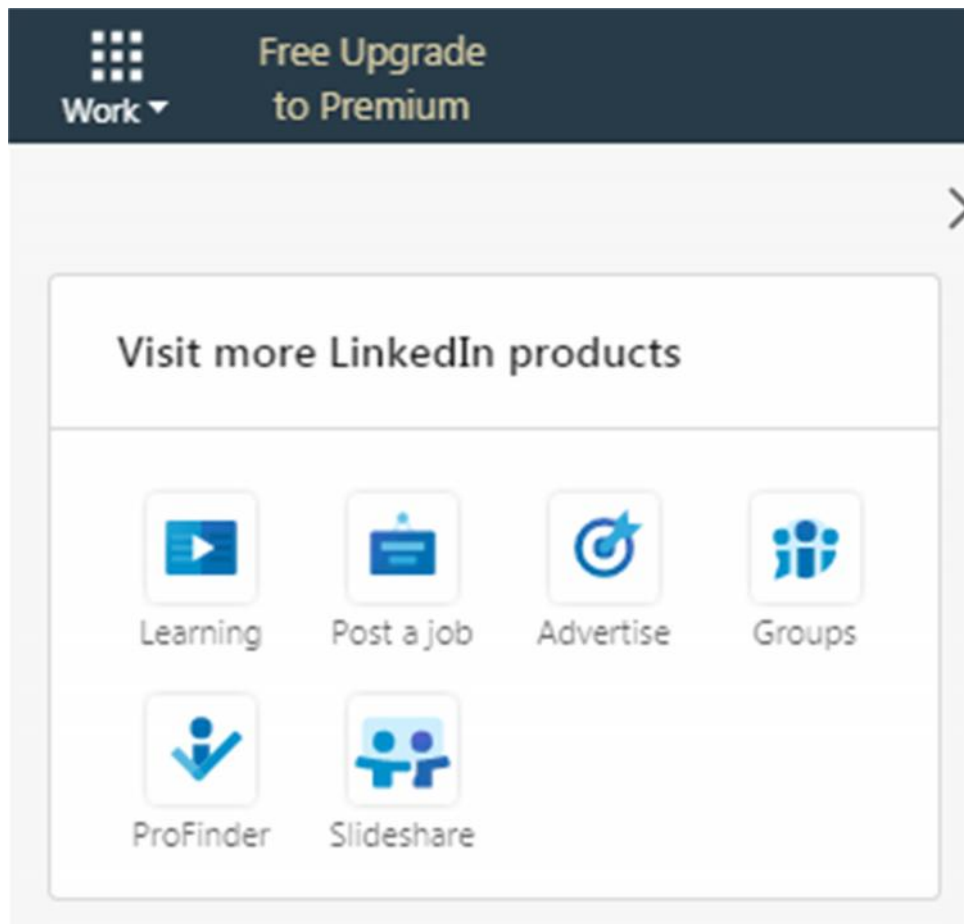 Work
Free Upgrade
to Premium
Visit more LinkedIn products
Learning
Post a job
Advertise
Groups
ProFinder
Slideshare